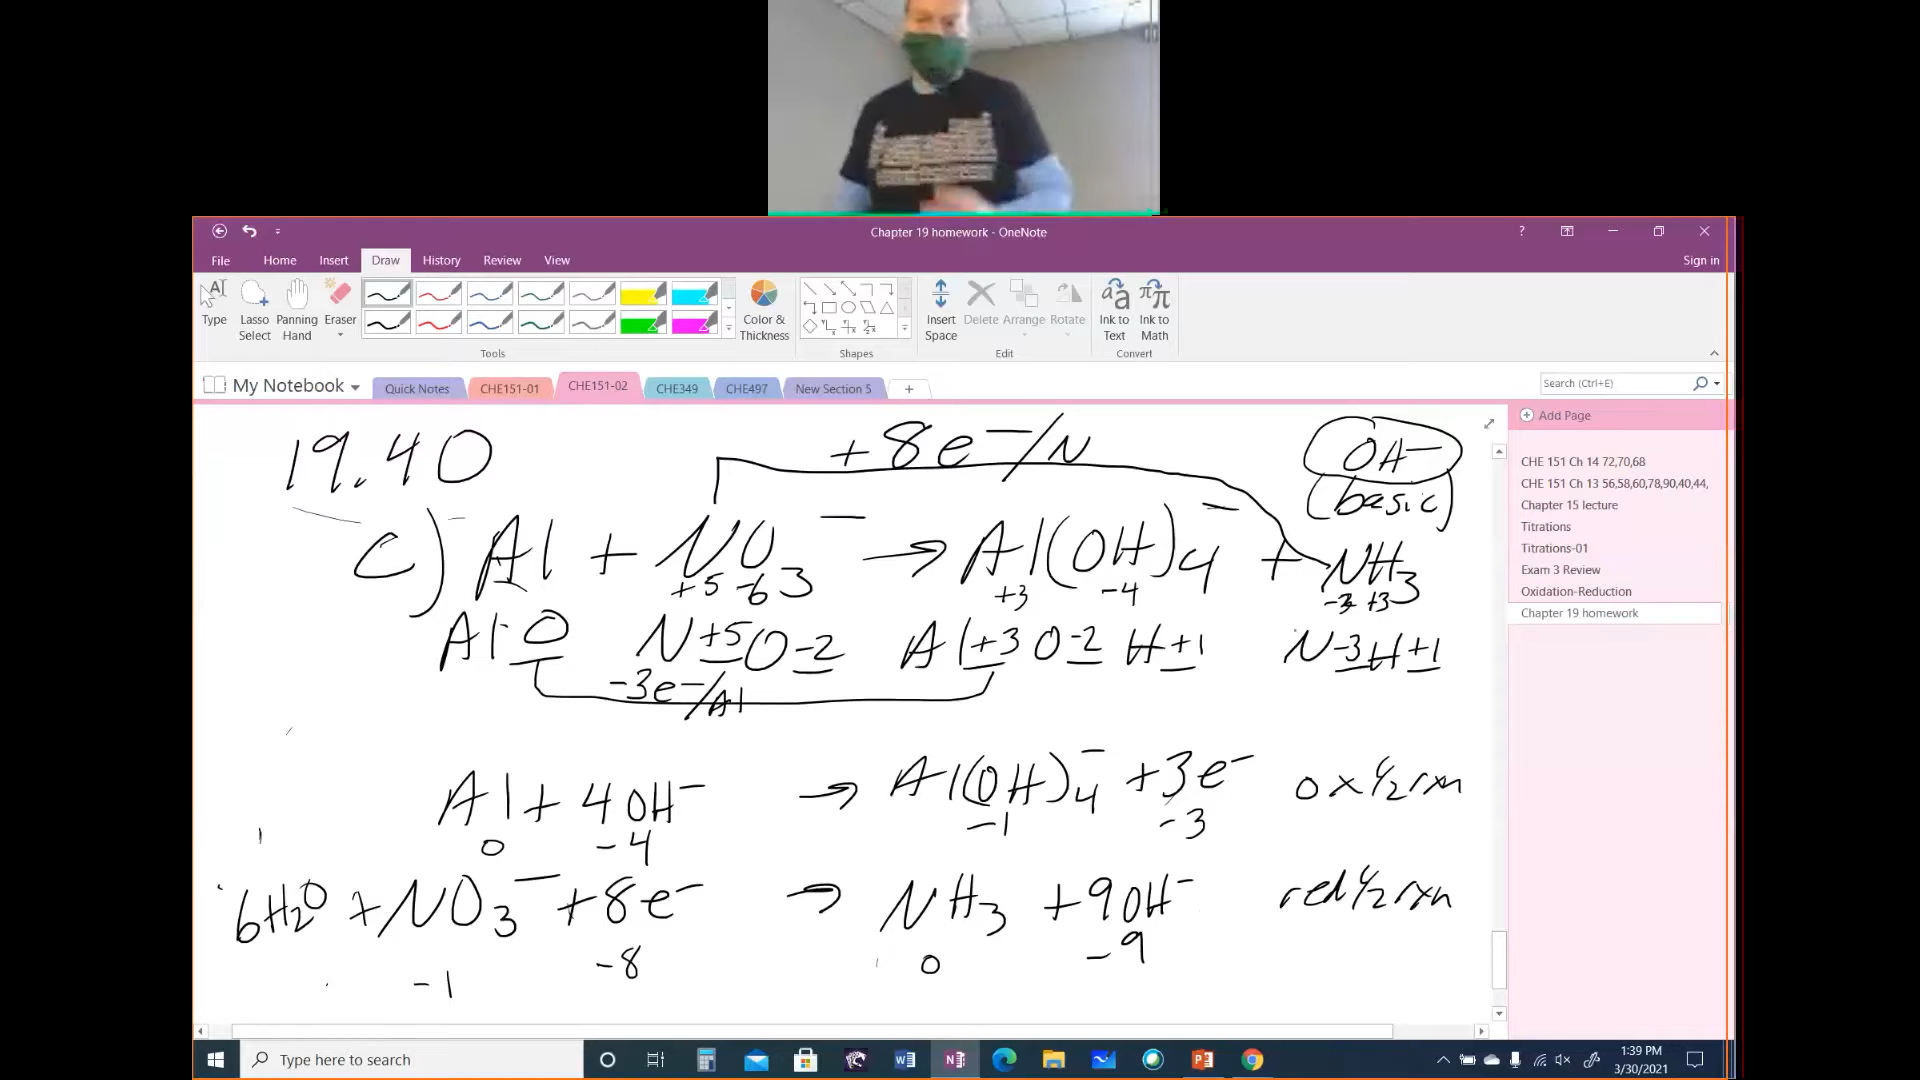 Chapter 19 homework - OneNote
?
File Home Insert Draw History Review View
Sign in
Type
Lasso Select
Panning Hand
Eraser
Color & Thickness
Insert Space
Delete
Arrange
Rotate
Ink to Text
Ink to Math
Tools
Shapes
Edit
Convert
My Notebook
Quick Notes CHE151-01 CHE151-02 CHE349 CHE497 New Section 5 +
Search (Ctrl+E)
Add Page
CHE 151 Ch 14 72,70,68
CHE 151 Ch 13 56,58,60,78,90,40,44,
Chapter 15 lecture
Titrations
Titrations-01
Exam 3 Review
Oxidation-Reduction
Chapter 19 homework
19.40
+8e⁻/N
OH⁻
(basic)
c) Al + NO₃⁻ → Al(OH)₄⁻ + NH₃
+5 -6 +3 -4 -3 +3
Al-0 N+5 O-2 Al+3 O-2 H+1 N-3 H+1
-3e⁻/Al
Al + 4OH⁻ → Al(OH)₄⁻ + 3e⁻ ox ½ rxn
0 -4 -1 -3
6H₂O + NO₃⁻ + 8e⁻ → NH₃ + 9OH⁻ red ½ rxn
-8 0 -9
-1
Type here to search
1:39 PM
3/30/2021